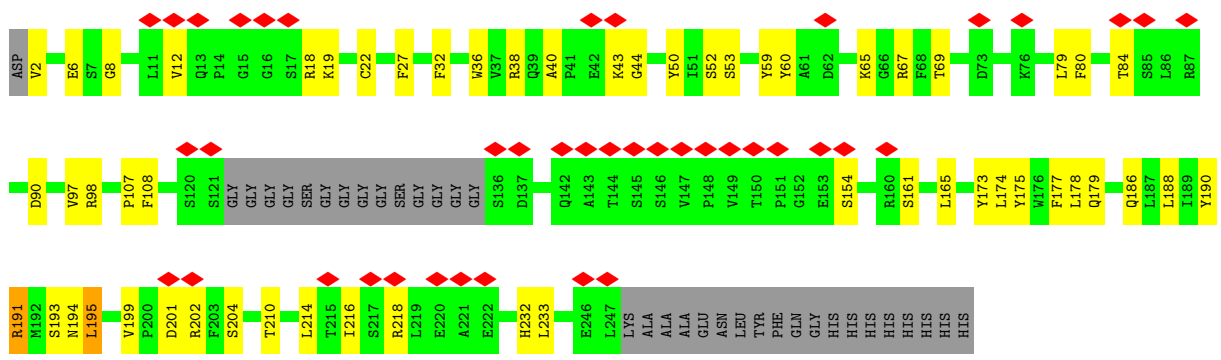 ASP V2 E6 S7 G8 L11 V12 Q13 P14 G15 G16 S17 R18 K19 C22 F27 F32 W36 V37 R38 Q39 A40 P41 E42 K43 G44 Y50 I51 S52 S53 Y59 Y60 A61 D62 K65 G66 R67 F68 T69 D73 K76 L79 F80 T84 S85 L86 R87
D90 V97 R98 P107 F108 S120 S121 GLY GLY GLY GLY SER GLY GLY GLY GLY SER GLY GLY GLY GLY S136 D137 Q142 A143 T144 S145 S146 V147 P148 V149 T150 P151 G152 E153 S154 R160 S161 L165 Y173 L174 Y175 W176 F177 L178 Q179 Q186 L187 L188 I189 Y190
R191 M192 S193 N194 L195 V199 P200 D201 R202 F203 S204 T210 L214 T215 I216 S217 R218 L219 E220 A221 E222 H232 L233 E246 L247 LYS ALA ALA ALA GLU ASN LEU TYR PHE GLN GLY HIS HIS HIS HIS HIS HIS HIS HIS